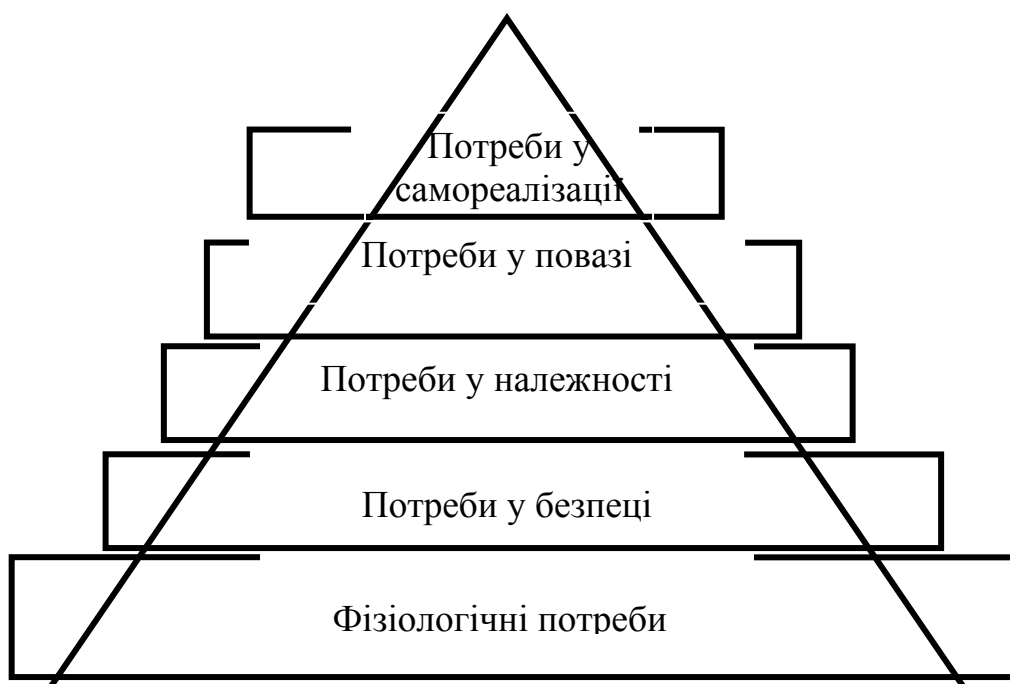 Потреби у
самореалізації
Потреби у повазі
Потреби у належності
Потреби у безпеці
Фізіологічні потреби